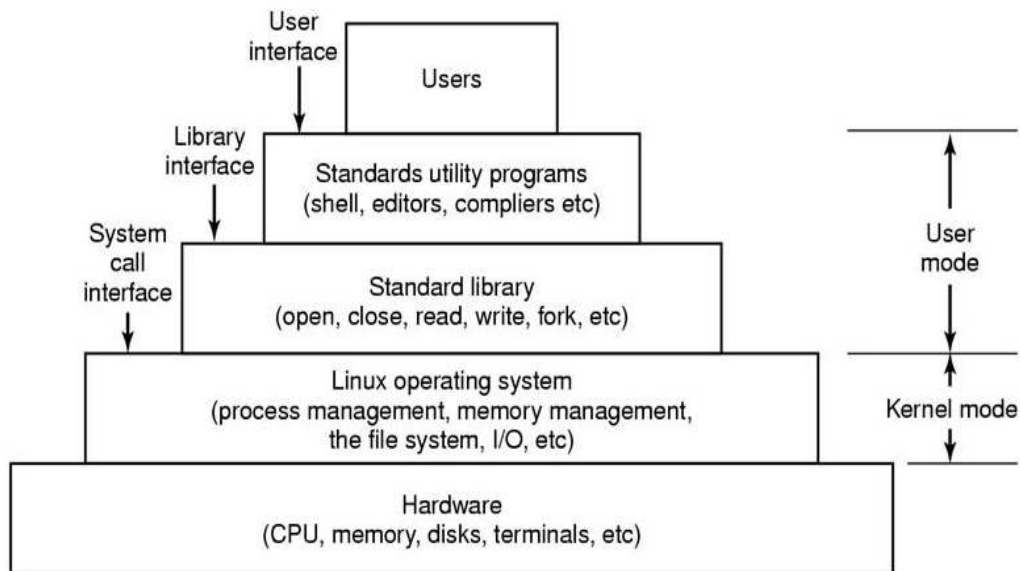 User
interface
Users
Library
interface
Standards utility programs
(shell, editors, compliers etc)
System
call
interface
User
mode
Standard library
(open, close, read, write, fork, etc)
Linux operating system
(process management, memory management,
the file system, I/O, etc)
Kernel mode
Hardware
(CPU, memory, disks, terminals, etc)